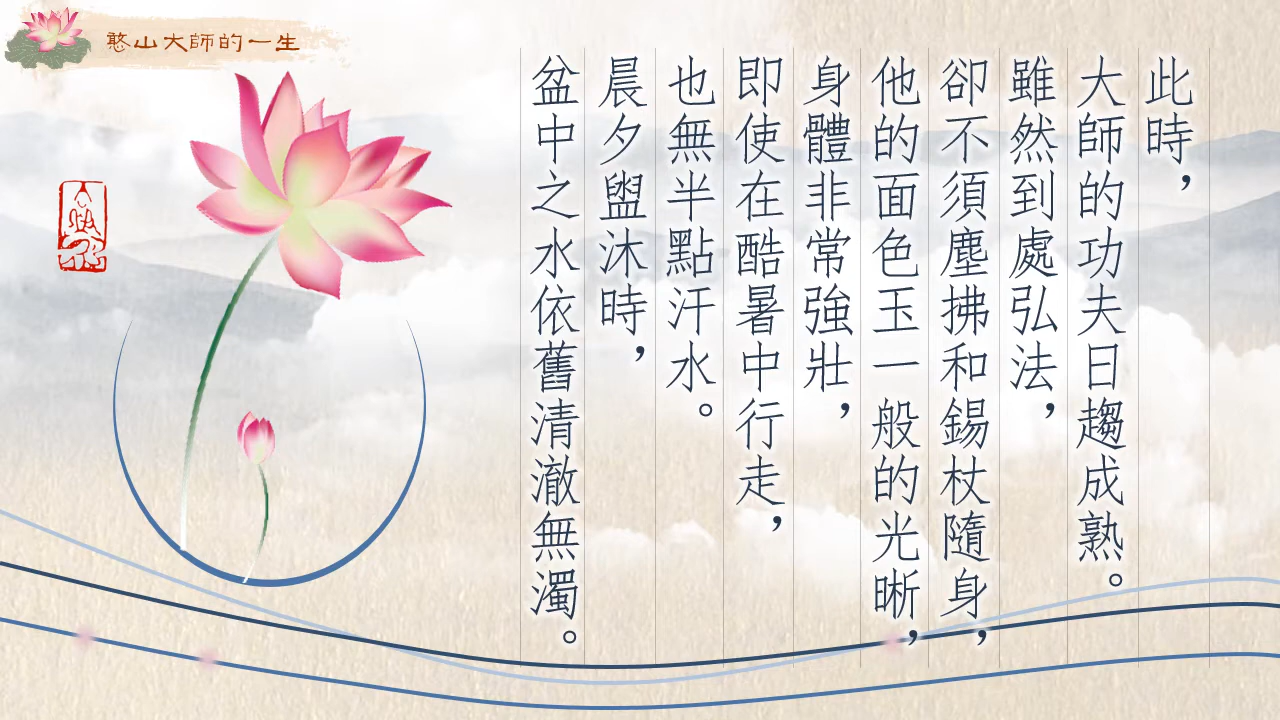 憨山大師的一生
此時，
大師的功夫日趨成熟。
雖然到處弘法，
卻不須塵拂和錫杖隨身，
他的面色玉一般的光晰，
身體非常強壯，
即使在酷暑中行走，
也無半點汗水。
晨夕盥沐時，
盆中之水依舊清澈無濁。